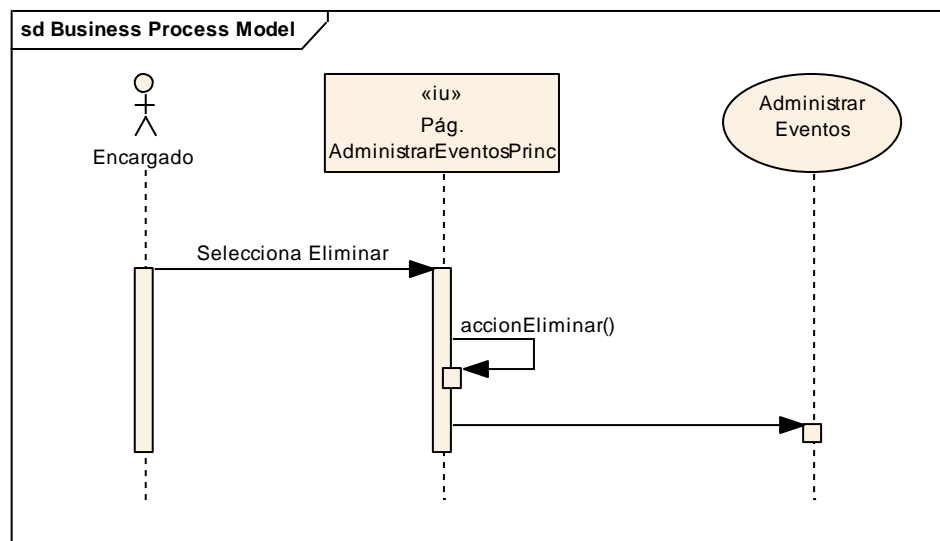 sd Business Process Model
Encargado
«iu»
Pág.
AdministrarEventosPrinc
Administrar
Eventos
Selecciona Eliminar
accionEliminar()